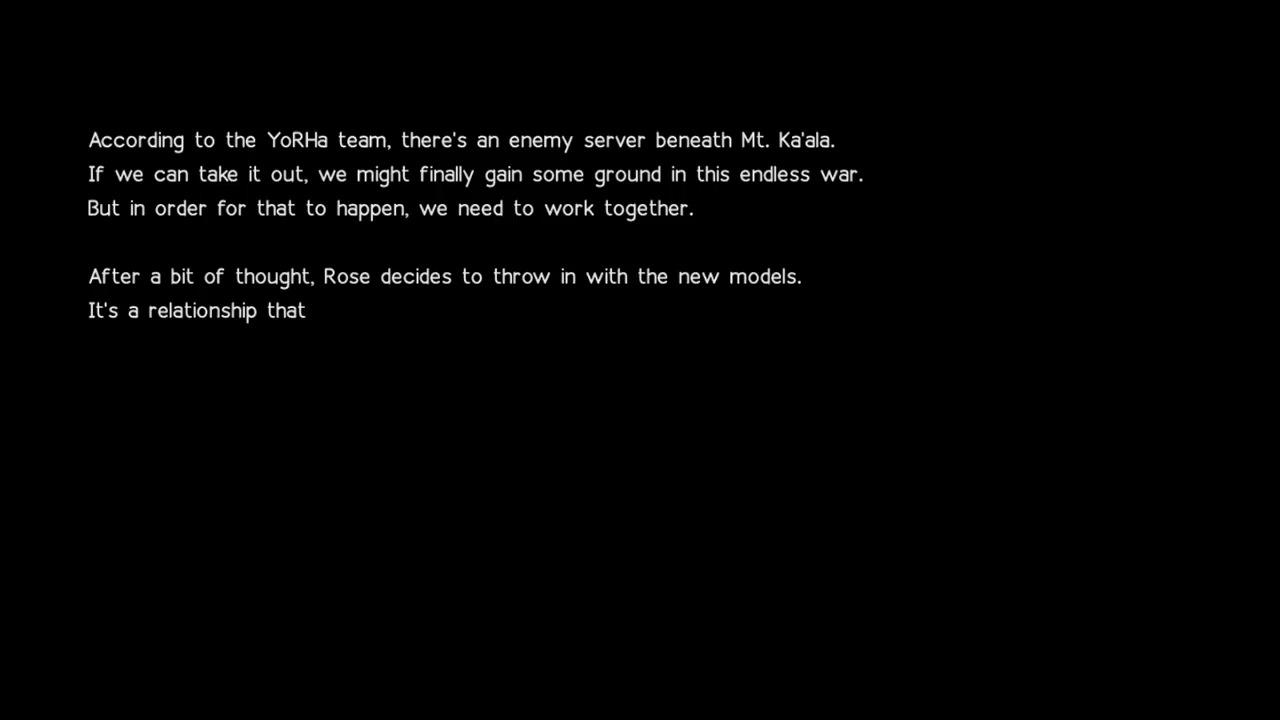 According to the YoRHa team, there's an enemy server beneath Mt. Ka'ala.
If we can take it out, we might finally gain some ground in this endless war.
But in order for that to happen, we need to work together.
After a bit of thought, Rose decides to throw in with the new models.
It's a relationship that